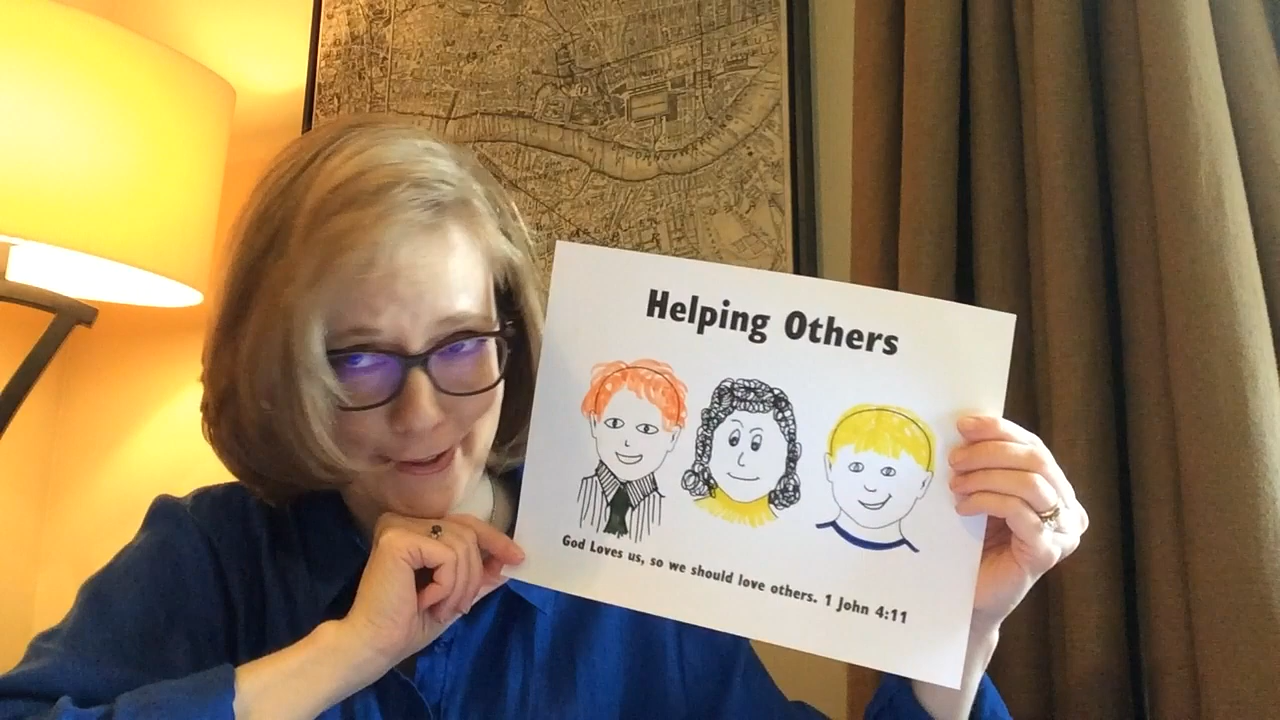 Helping Others
God Loves us, so we should love others. 1 John 4:11